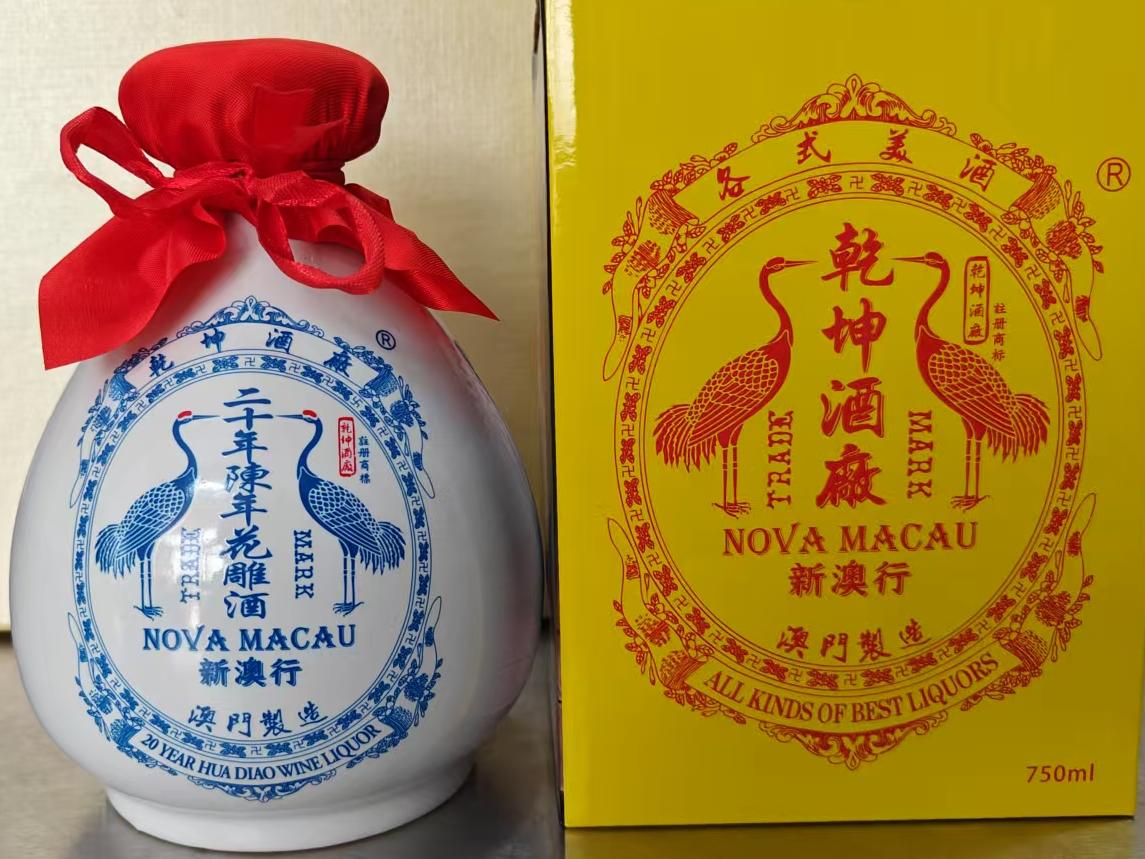 乾坤酒廠
®
二十年陳年花雕酒
乾坤酒廠
註册商標
TRADE
MARK
NOVA MACAU
新澳行
澳門製造
20 YEAR HUA DIAO WINE LIQUOR
各式美酒
®
乾坤酒廠
乾坤酒廠
註册商标
TRADE
MARK
NOVA MACAU
新澳行
澳門製造
ALL KINDS OF BEST LIQUORS
750ml